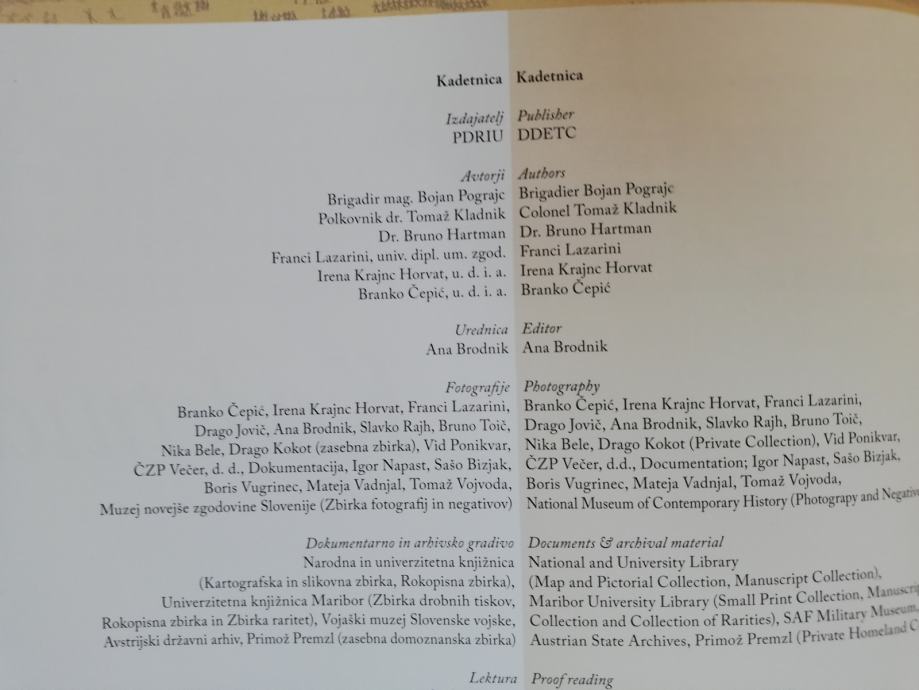 Kadetnica
Izdajatelj
PDRIU
Avtorji
Brigadir mag. Bojan Pograjc
Polkovnik dr. Tomaž Kladnik
Dr. Bruno Hartman
Franci Lazarini, univ. dipl. um. zgod.
Irena Krajnc Horvat, u. d. i. a.
Branko Čepić, u. d. i. a.
Urednica
Ana Brodnik
Fotografije
Branko Čepić, Irena Krajnc Horvat, Franci Lazarini,
Drago Jovič, Ana Brodnik, Slavko Rajh, Bruno Toič,
Nika Bele, Drago Kokot (zasebna zbirka), Vid Ponikvar,
ČZP Večer, d. d., Dokumentacija, Igor Napast, Sašo Bizjak,
Boris Vugrinec, Mateja Vadnjal, Tomaž Vojvoda,
Muzej novejše zgodovine Slovenije (Zbirka fotografij in negativov)
Dokumentarno in arhivsko gradivo
Narodna in univerzitetna knjižnica
(Kartografska in slikovna zbirka, Rokopisna zbirka),
Univerzitetna knjižnica Maribor (Zbirka drobnih tiskov,
Rokopisna zbirka in Zbirka raritet), Vojaški muzej Slovenske vojske,
Avstrijski državni arhiv, Primož Premzl (zasebna domoznanska zbirka)
Lektura
Kadetnica
Publisher
DDETC
Authors
Brigadier Bojan Pograjc
Colonel Tomaž Kladnik
Dr. Bruno Hartman
Franci Lazarini
Irena Krajnc Horvat
Branko Čepić
Editor
Ana Brodnik
Photography
Branko Čepić, Irena Krajnc Horvat, Franci Lazarini,
Drago Jovič, Ana Brodnik, Slavko Rajh, Bruno Toič,
Nika Bele, Drago Kokot (Private Collection), Vid Ponikvar,
ČZP Večer, d.d., Documentation; Igor Napast, Sašo Bizjak,
Boris Vugrinec, Mateja Vadnjal, Tomaž Vojvoda,
National Museum of Contemporary History (Photograpy and
Documents & archival material
National and University Library
(Map and Pictorial Collection, Manuscript Collection),
Maribor University Library (Small Print Collection,
Collection and Collection of Rarities), SAF Military Museum,
Austrian State Archives, Primož Premzl (Private Homeland
Proof reading